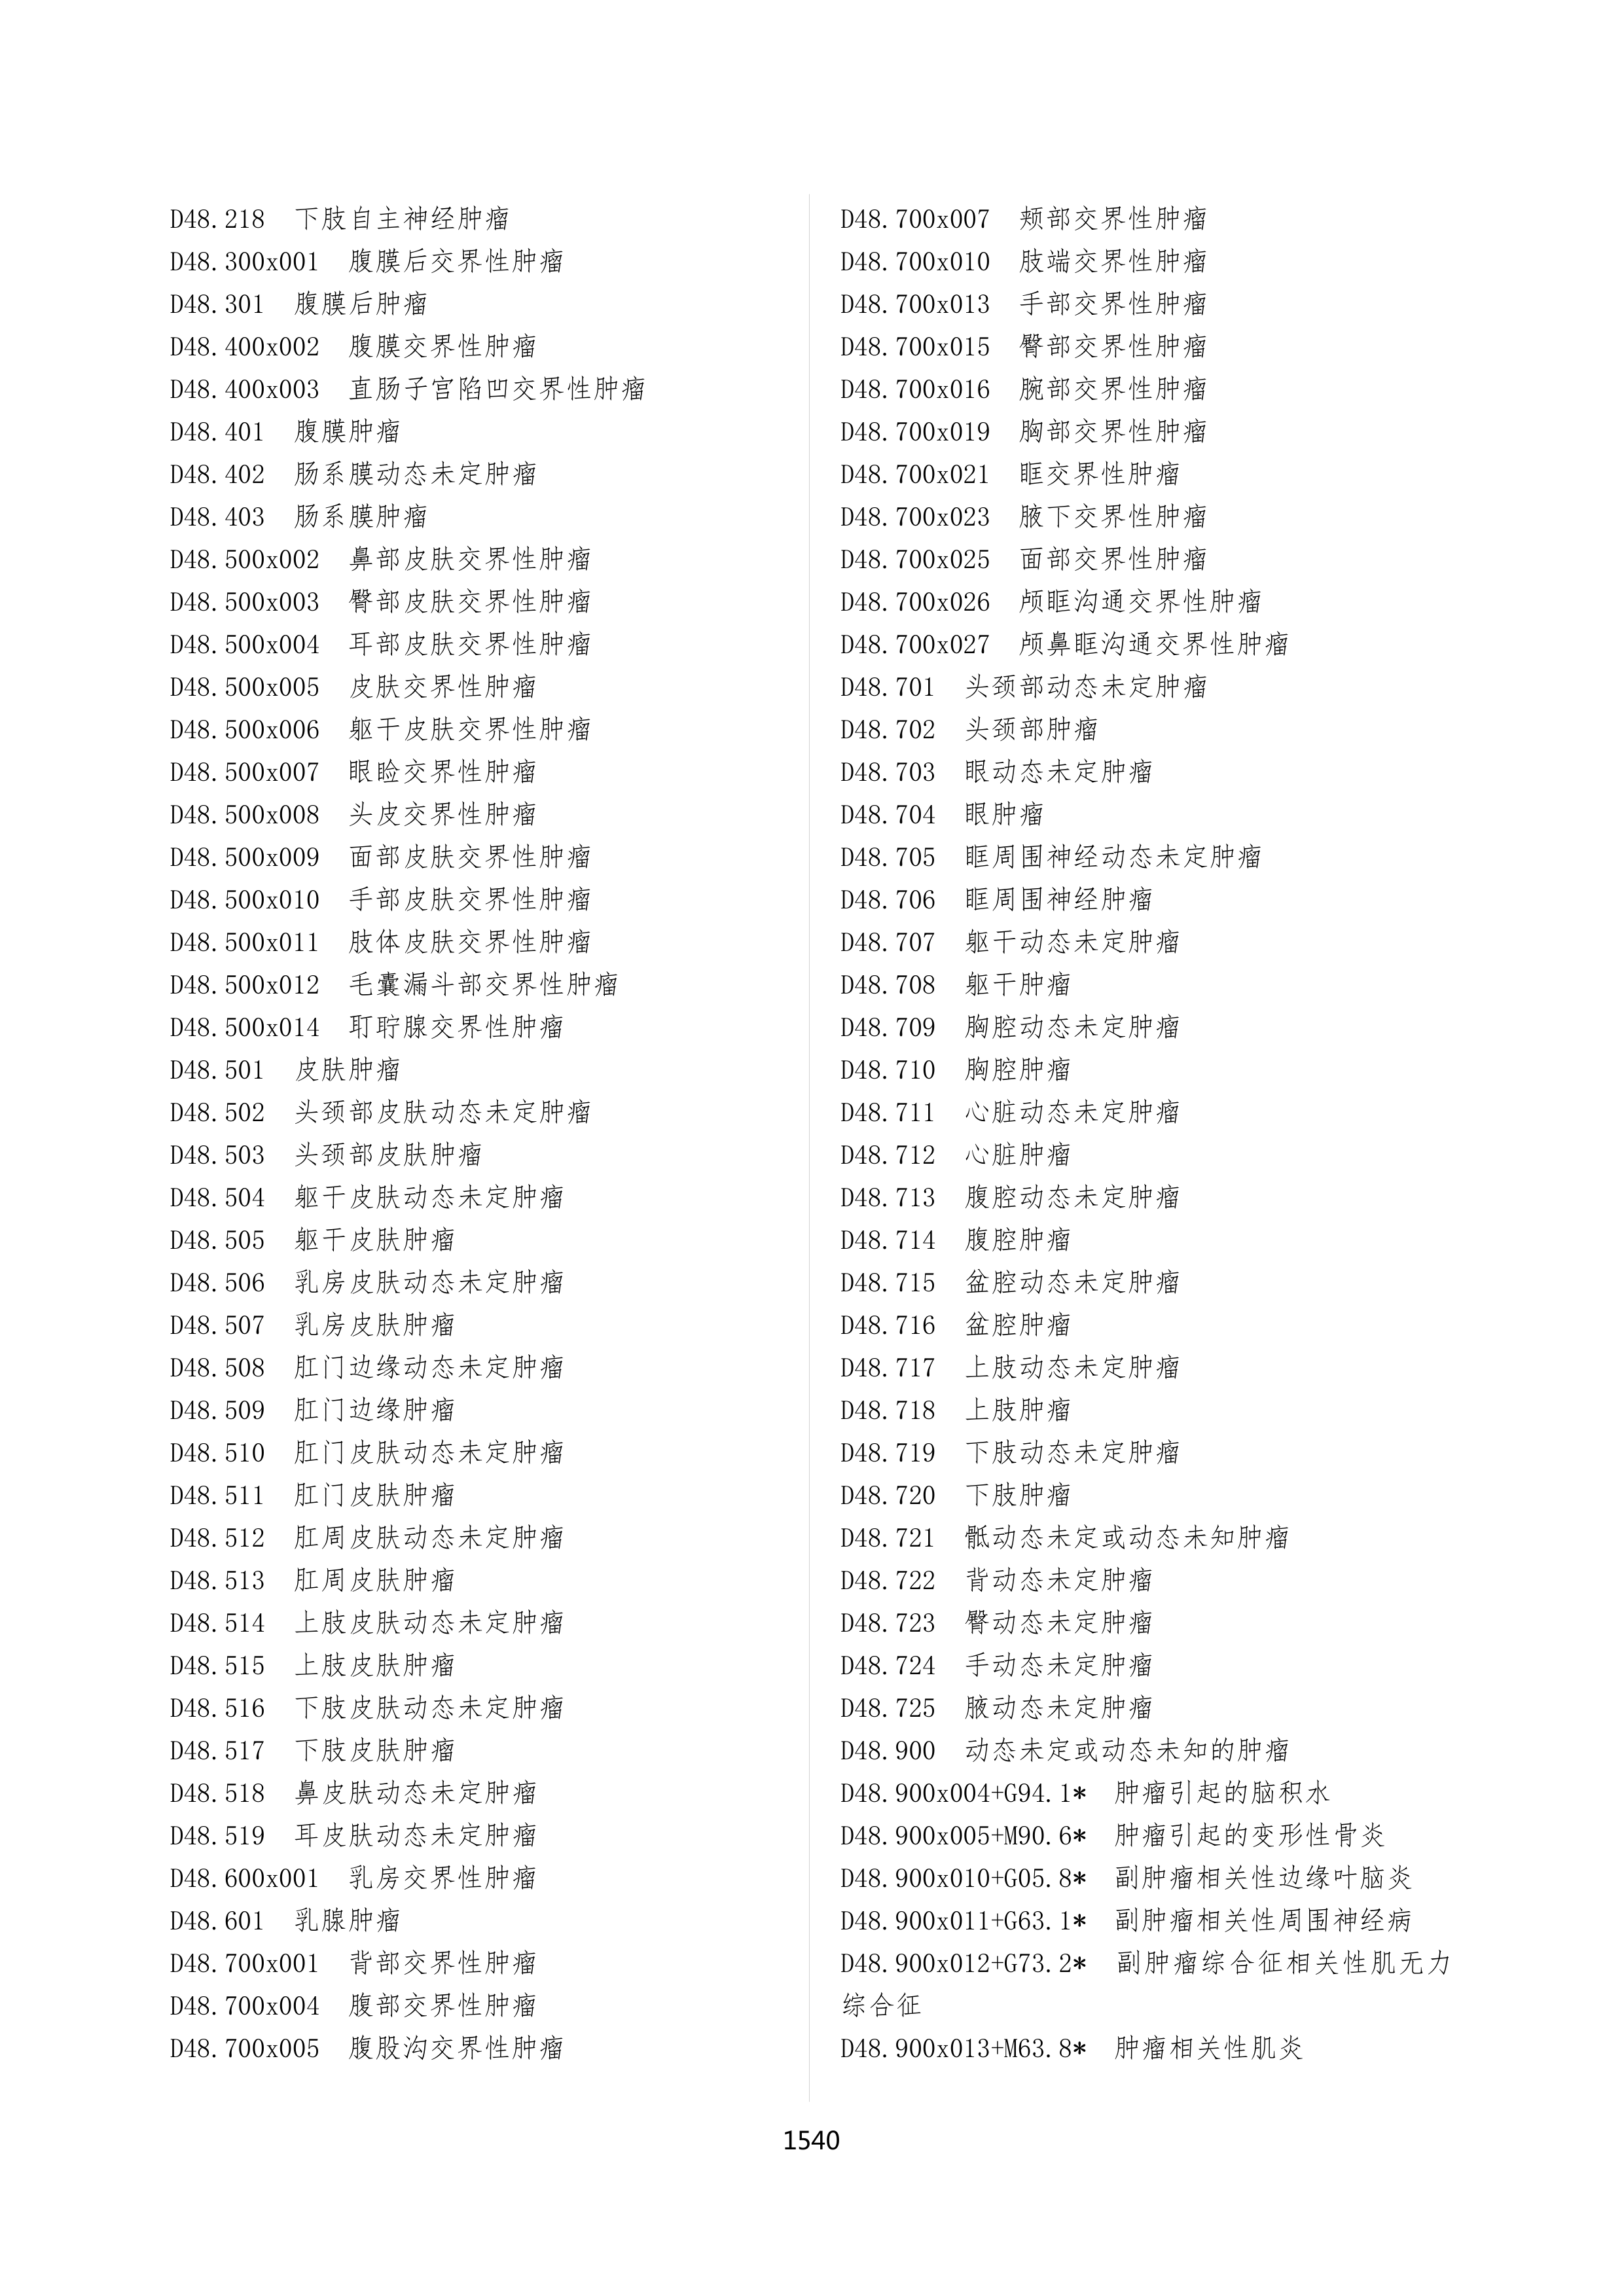 D48.218 下肢自主神经肿瘤
D48.300x001 腹膜后交界性肿瘤
D48.301 腹膜后肿瘤
D48.400x002 腹膜交界性肿瘤
D48.400x003 直肠子宫陷凹交界性肿瘤
D48.401 腹膜肿瘤
D48.402 肠系膜动态未定肿瘤
D48.403 肠系膜肿瘤
D48.500x002 鼻部皮肤交界性肿瘤
D48.500x003 臀部皮肤交界性肿瘤
D48.500x004 耳部皮肤交界性肿瘤
D48.500x005 皮肤交界性肿瘤
D48.500x006 躯干皮肤交界性肿瘤
D48.500x007 眼睑交界性肿瘤
D48.500x008 头皮交界性肿瘤
D48.500x009 面部皮肤交界性肿瘤
D48.500x010 手部皮肤交界性肿瘤
D48.500x011 肢体皮肤交界性肿瘤
D48.500x012 毛囊漏斗部交界性肿瘤
D48.500x014 耵聍腺交界性肿瘤
D48.501 皮肤肿瘤
D48.502 头颈部皮肤动态未定肿瘤
D48.503 头颈部皮肤肿瘤
D48.504 躯干皮肤动态未定肿瘤
D48.505 躯干皮肤肿瘤
D48.506 乳房皮肤动态未定肿瘤
D48.507 乳房皮肤肿瘤
D48.508 肛门边缘动态未定肿瘤
D48.509 肛门边缘肿瘤
D48.510 肛门皮肤动态未定肿瘤
D48.511 肛门皮肤肿瘤
D48.512 肛周皮肤动态未定肿瘤
D48.513 肛周皮肤肿瘤
D48.514 上肢皮肤动态未定肿瘤
D48.515 上肢皮肤肿瘤
D48.516 下肢皮肤动态未定肿瘤
D48.517 下肢皮肤肿瘤
D48.518 鼻皮肤动态未定肿瘤
D48.519 耳皮肤动态未定肿瘤
D48.600x001 乳房交界性肿瘤
D48.601 乳腺肿瘤
D48.700x001 背部交界性肿瘤
D48.700x004 腹部交界性肿瘤
D48.700x005 腹股沟交界性肿瘤
D48.700x007 颊部交界性肿瘤
D48.700x010 肢端交界性肿瘤
D48.700x013 手部交界性肿瘤
D48.700x015 臀部交界性肿瘤
D48.700x016 腕部交界性肿瘤
D48.700x019 胸部交界性肿瘤
D48.700x021 眶交界性肿瘤
D48.700x023 腋下交界性肿瘤
D48.700x025 面部交界性肿瘤
D48.700x026 颅眶沟通交界性肿瘤
D48.700x027 颅鼻眶沟通交界性肿瘤
D48.701 头颈部动态未定肿瘤
D48.702 头颈部肿瘤
D48.703 眼动态未定肿瘤
D48.704 眼肿瘤
D48.705 眶周围神经动态未定肿瘤
D48.706 眶周围神经肿瘤
D48.707 躯干动态未定肿瘤
D48.708 躯干肿瘤
D48.709 胸腔动态未定肿瘤
D48.710 胸腔肿瘤
D48.711 心脏动态未定肿瘤
D48.712 心脏肿瘤
D48.713 腹腔动态未定肿瘤
D48.714 腹腔肿瘤
D48.715 盆腔动态未定肿瘤
D48.716 盆腔肿瘤
D48.717 上肢动态未定肿瘤
D48.718 上肢肿瘤
D48.719 下肢动态未定肿瘤
D48.720 下肢肿瘤
D48.721 骶动态未定或动态未知肿瘤
D48.722 背动态未定肿瘤
D48.723 臀动态未定肿瘤
D48.724 手动态未定肿瘤
D48.725 腋动态未定肿瘤
D48.900 动态未定或动态未知的肿瘤
D48.900x004+G94.1* 肿瘤引起的脑积水
D48.900x005+M90.6* 肿瘤引起的变形性骨炎
D48.900x010+G05.8* 副肿瘤相关性边缘叶脑炎
D48.900x011+G63.1* 副肿瘤相关性周围神经病
D48.900x012+G73.2* 副肿瘤综合征相关性肌无力
综合征
D48.900x013+M63.8* 肿瘤相关性肌炎
1540